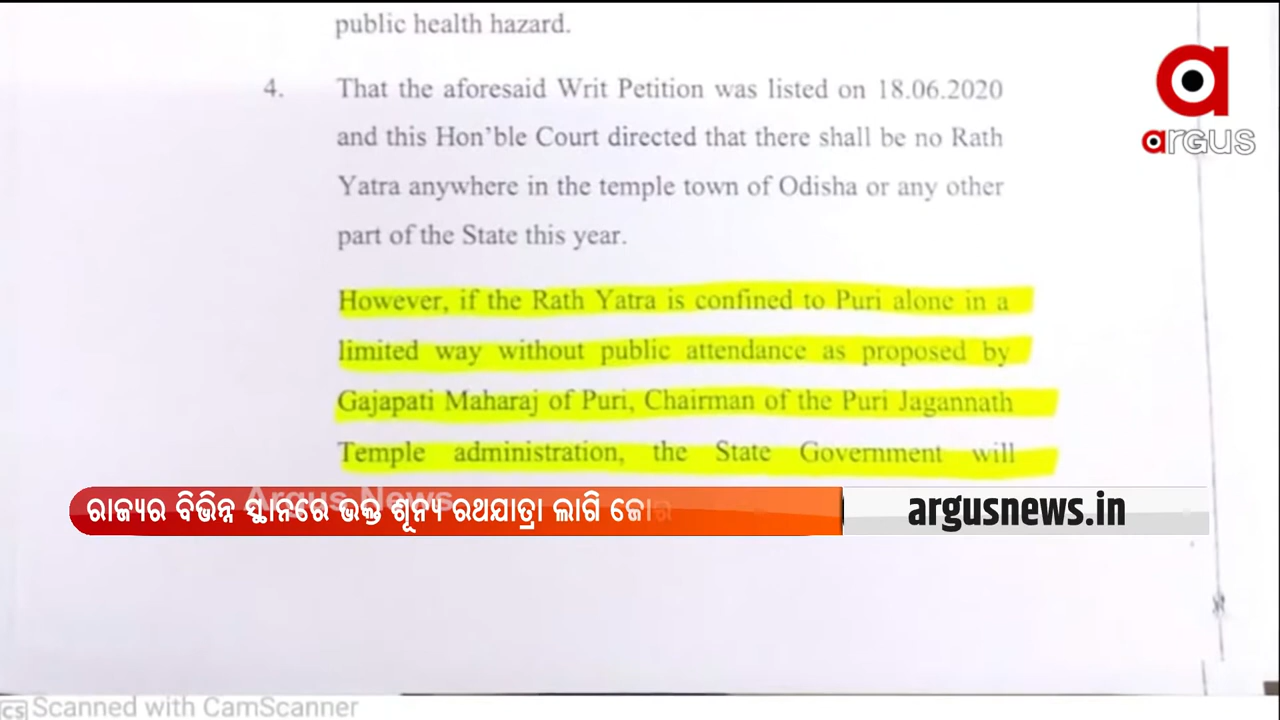 public health hazard.
4. That the aforesaid Writ Petition was listed on 18.06.2020
and this Hon'ble Court directed that there shall be no Rath
Yatra anywhere in the temple town of Odisha or any other
part of the State this year.
However, if the Rath Yatra is confined to Puri alone in a
limited way without public attendance as proposed by
Gajapati Maharaj of Puri, Chairman of the Puri Jagannath
Temple administration, the State Government will
argus
Argus News
ରାଜ୍ୟର ବିଭିନ୍ନ ସ୍ଥାନରେ ଭକ୍ତ ଶୂନ୍ୟ ରଥଯାତ୍ରା ଲାଗି
argusnews.in
CS Scanned with CamScanner